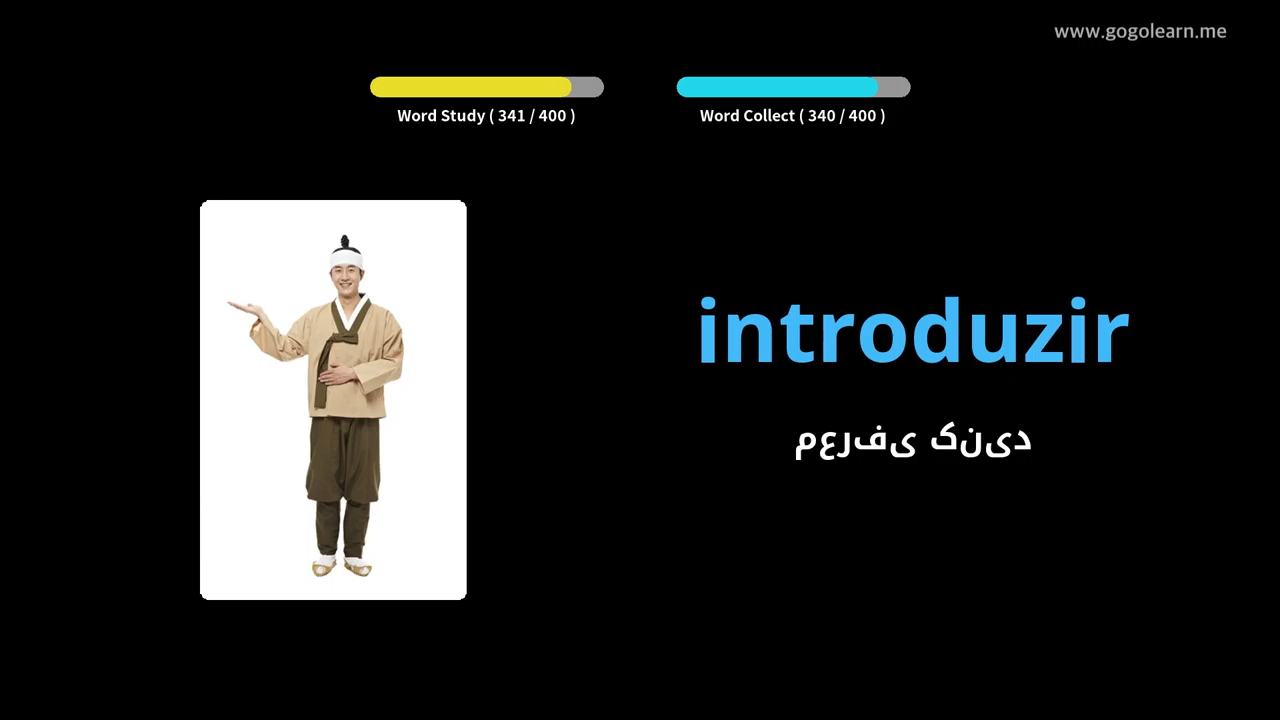 www.gogolearn.me
Word Study ( 341 / 400 )
Word Collect ( 340 / 400 )
introduzir
معرفی کنید